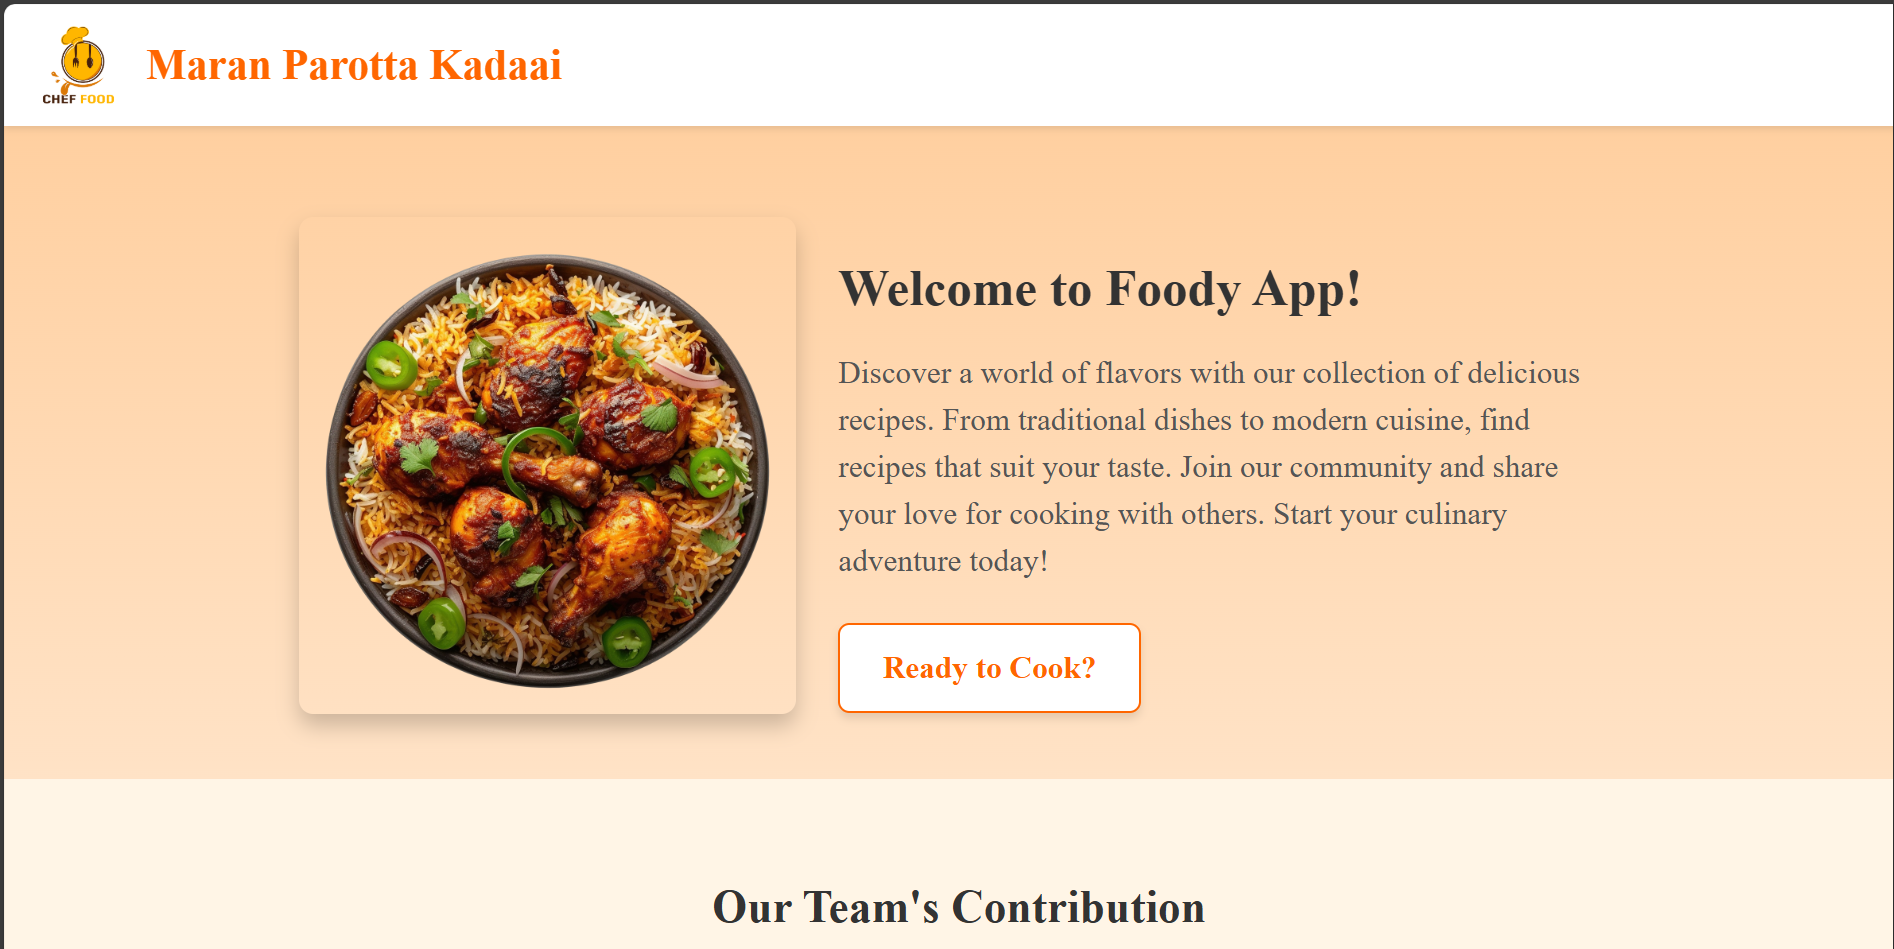 CHEF FOOD
Maran Parotta Kadaai
Welcome to Foody App!
Discover a world of flavors with our collection of delicious
recipes. From traditional dishes to modern cuisine, find
recipes that suit your taste. Join our community and share
your love for cooking with others. Start your culinary
adventure today!
Ready to Cook?
Our Team's Contribution